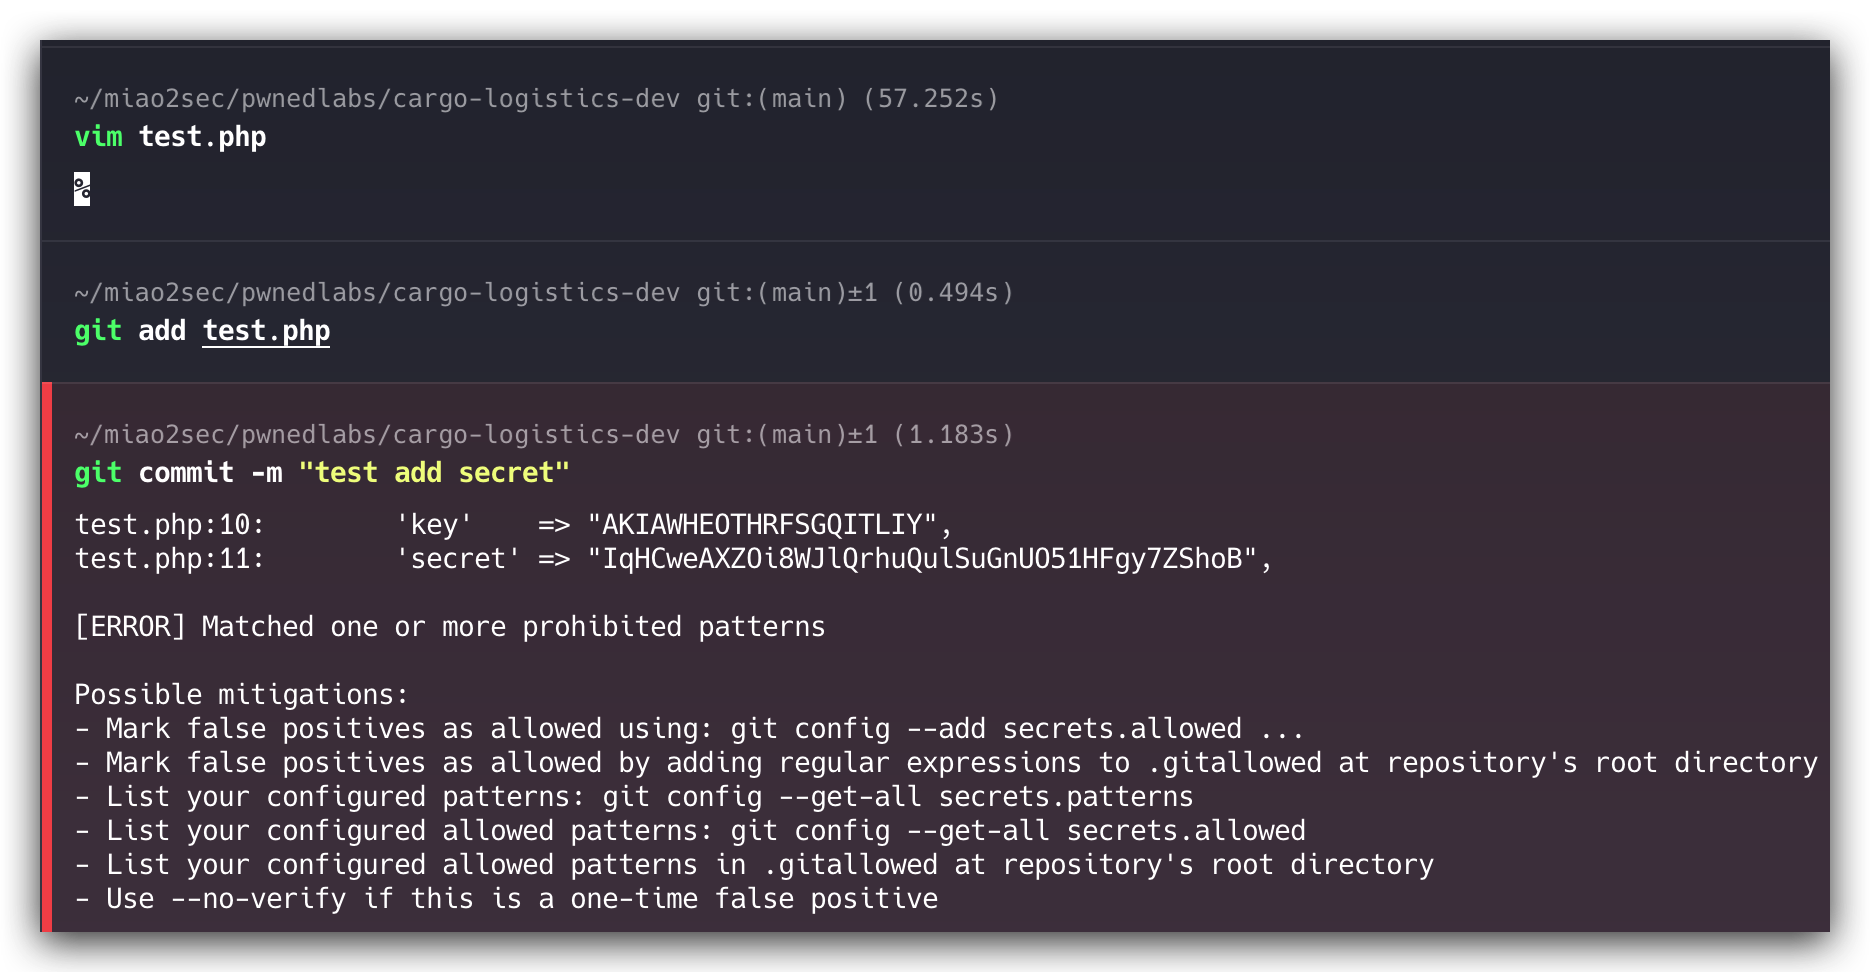 ~/miao2sec/pwnedlabs/cargo-logistics-dev git:(main) (57.252s)
vim test.php
%
~/miao2sec/pwnedlabs/cargo-logistics-dev git:(main)±1 (0.494s)
git add test.php
~/miao2sec/pwnedlabs/cargo-logistics-dev git:(main)±1 (1.183s)
git commit -m "test add secret"
test.php:10:        'key'    => "AKIAWHEOTHRFSGQITLIY",
test.php:11:        'secret' => "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",
[ERROR] Matched one or more prohibited patterns
Possible mitigations:
- Mark false positives as allowed using: git config --add secrets.allowed ...
- Mark false positives as allowed by adding regular expressions to .gitallowed at repository's root directory
- List your configured patterns: git config --get-all secrets.patterns
- List your configured allowed patterns: git config --get-all secrets.allowed
- List your configured allowed patterns in .gitallowed at repository's root directory
- Use --no-verify if this is a one-time false positive